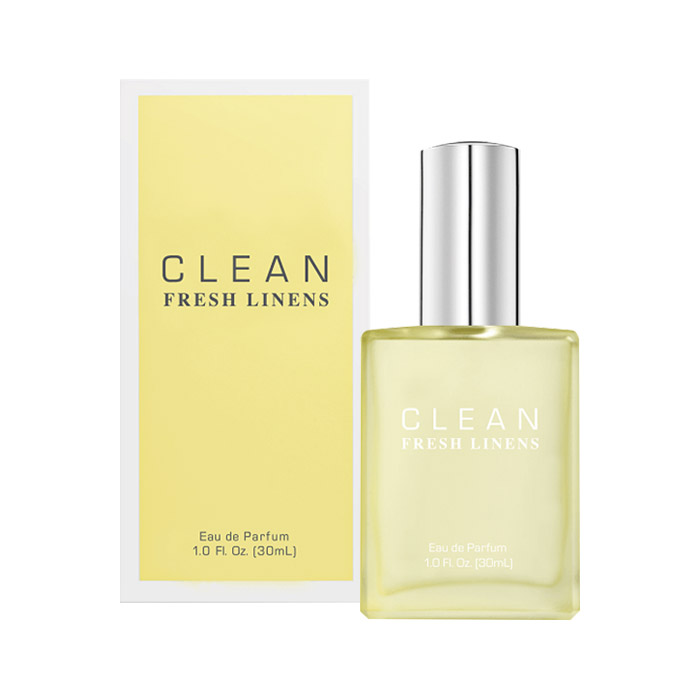 CLEAN
FRESH LINENS
Eau de Parfum
1.0 Fl. Oz. (30mL)
CLEAN
FRESH LINENS
Eau de Parfum
1.0 Fl. Oz. (30mL)